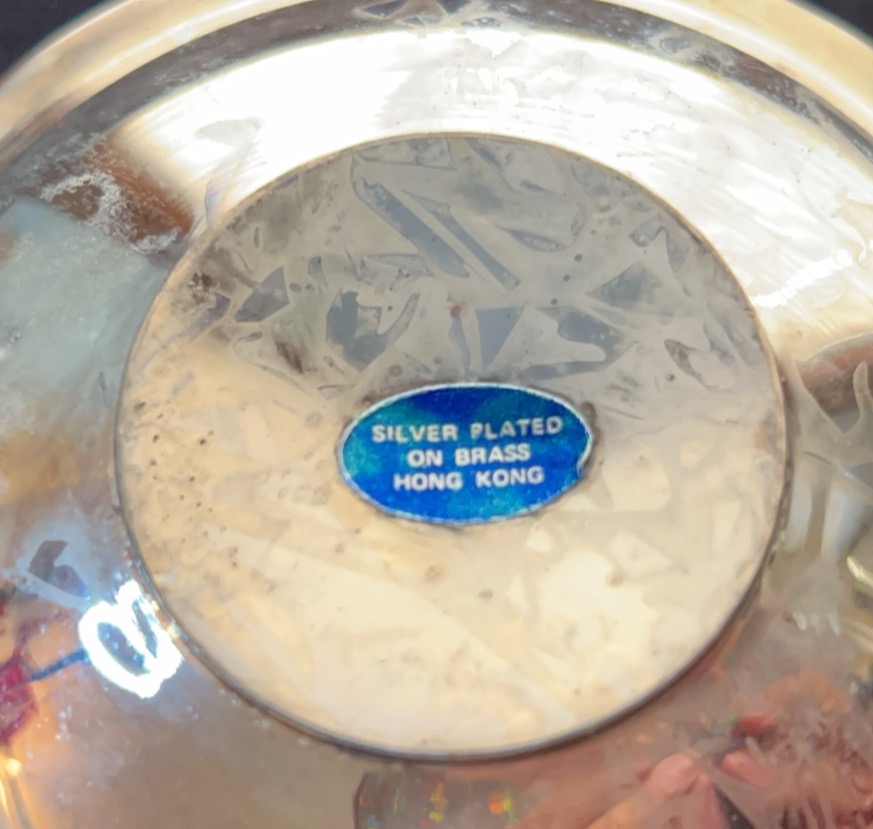 SILVER PLATED
ON BRASS
HONG KONG